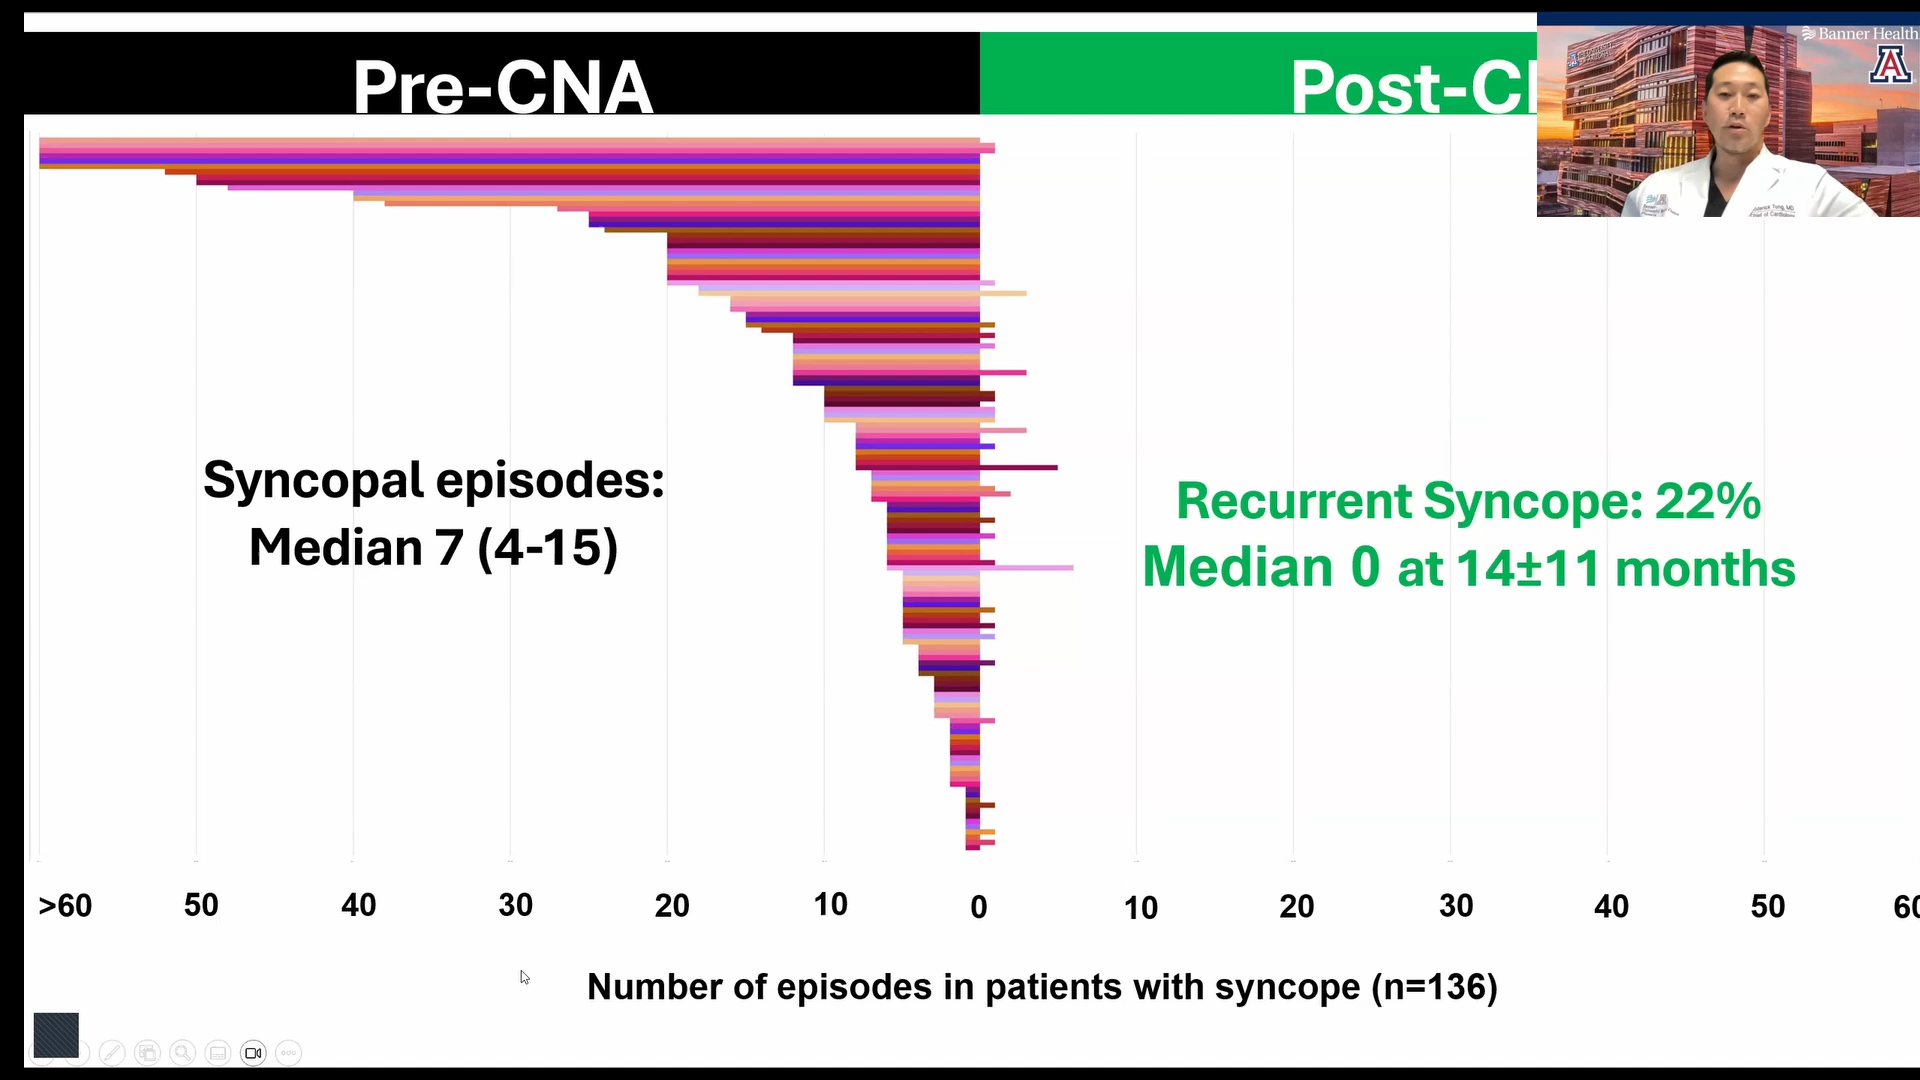 Pre-CNA
Post-C
Banner Health
A
Syncopal episodes:
Median 7 (4-15)
Recurrent Syncope: 22%
Median 0 at 14±11 months
>60 50 40 30 20 10 0 10 20 30 40 50 60
Number of episodes in patients with syncope (n=136)